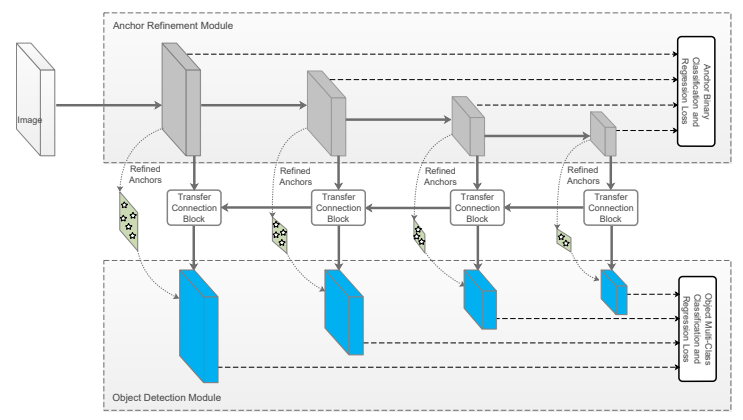 Anchor Refinement Module
Image
Anchor Binary
Classification and
Regression Loss
Refined
Anchors
Refined
Anchors
Refined
Anchors
Refined
Anchors
Transfer
Connection
Block
Transfer
Connection
Block
Transfer
Connection
Block
Transfer
Connection
Block
Object Multi-Class
Classification and
Regression Loss
Object Detection Module